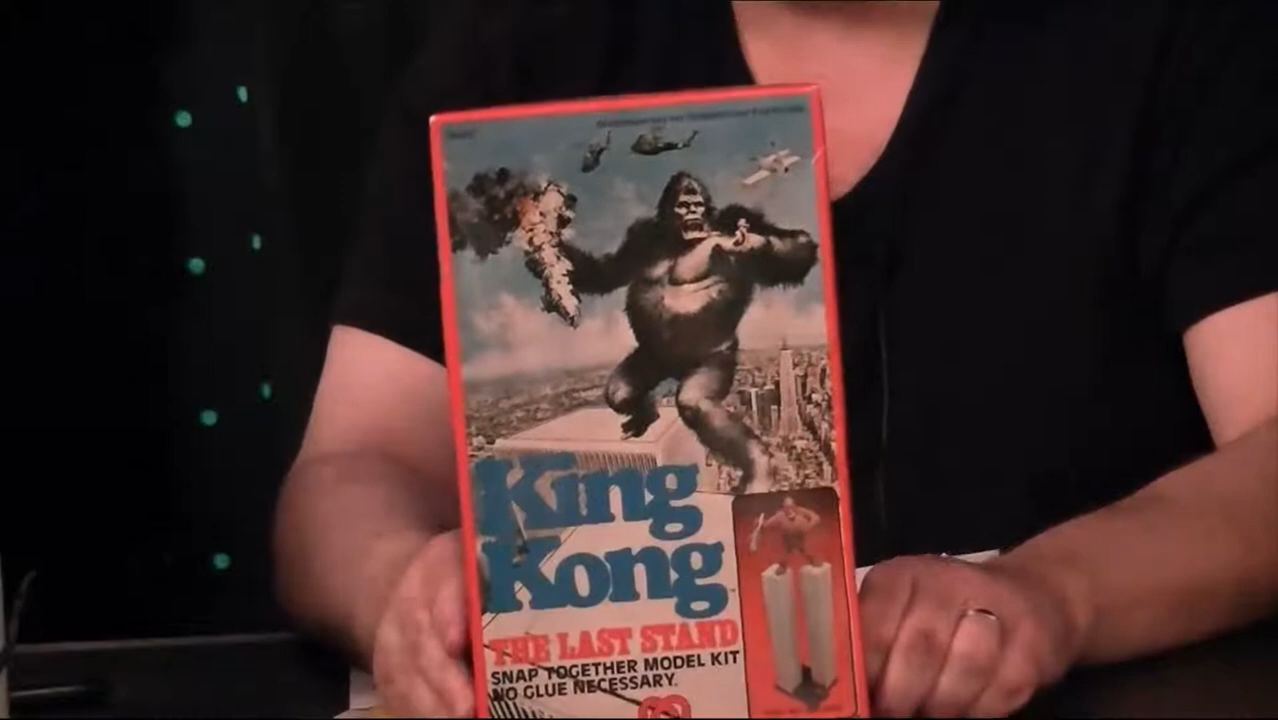 King
Kong
THE LAST STAND
SNAP TOGETHER MODEL KIT
NO GLUE NECESSARY.